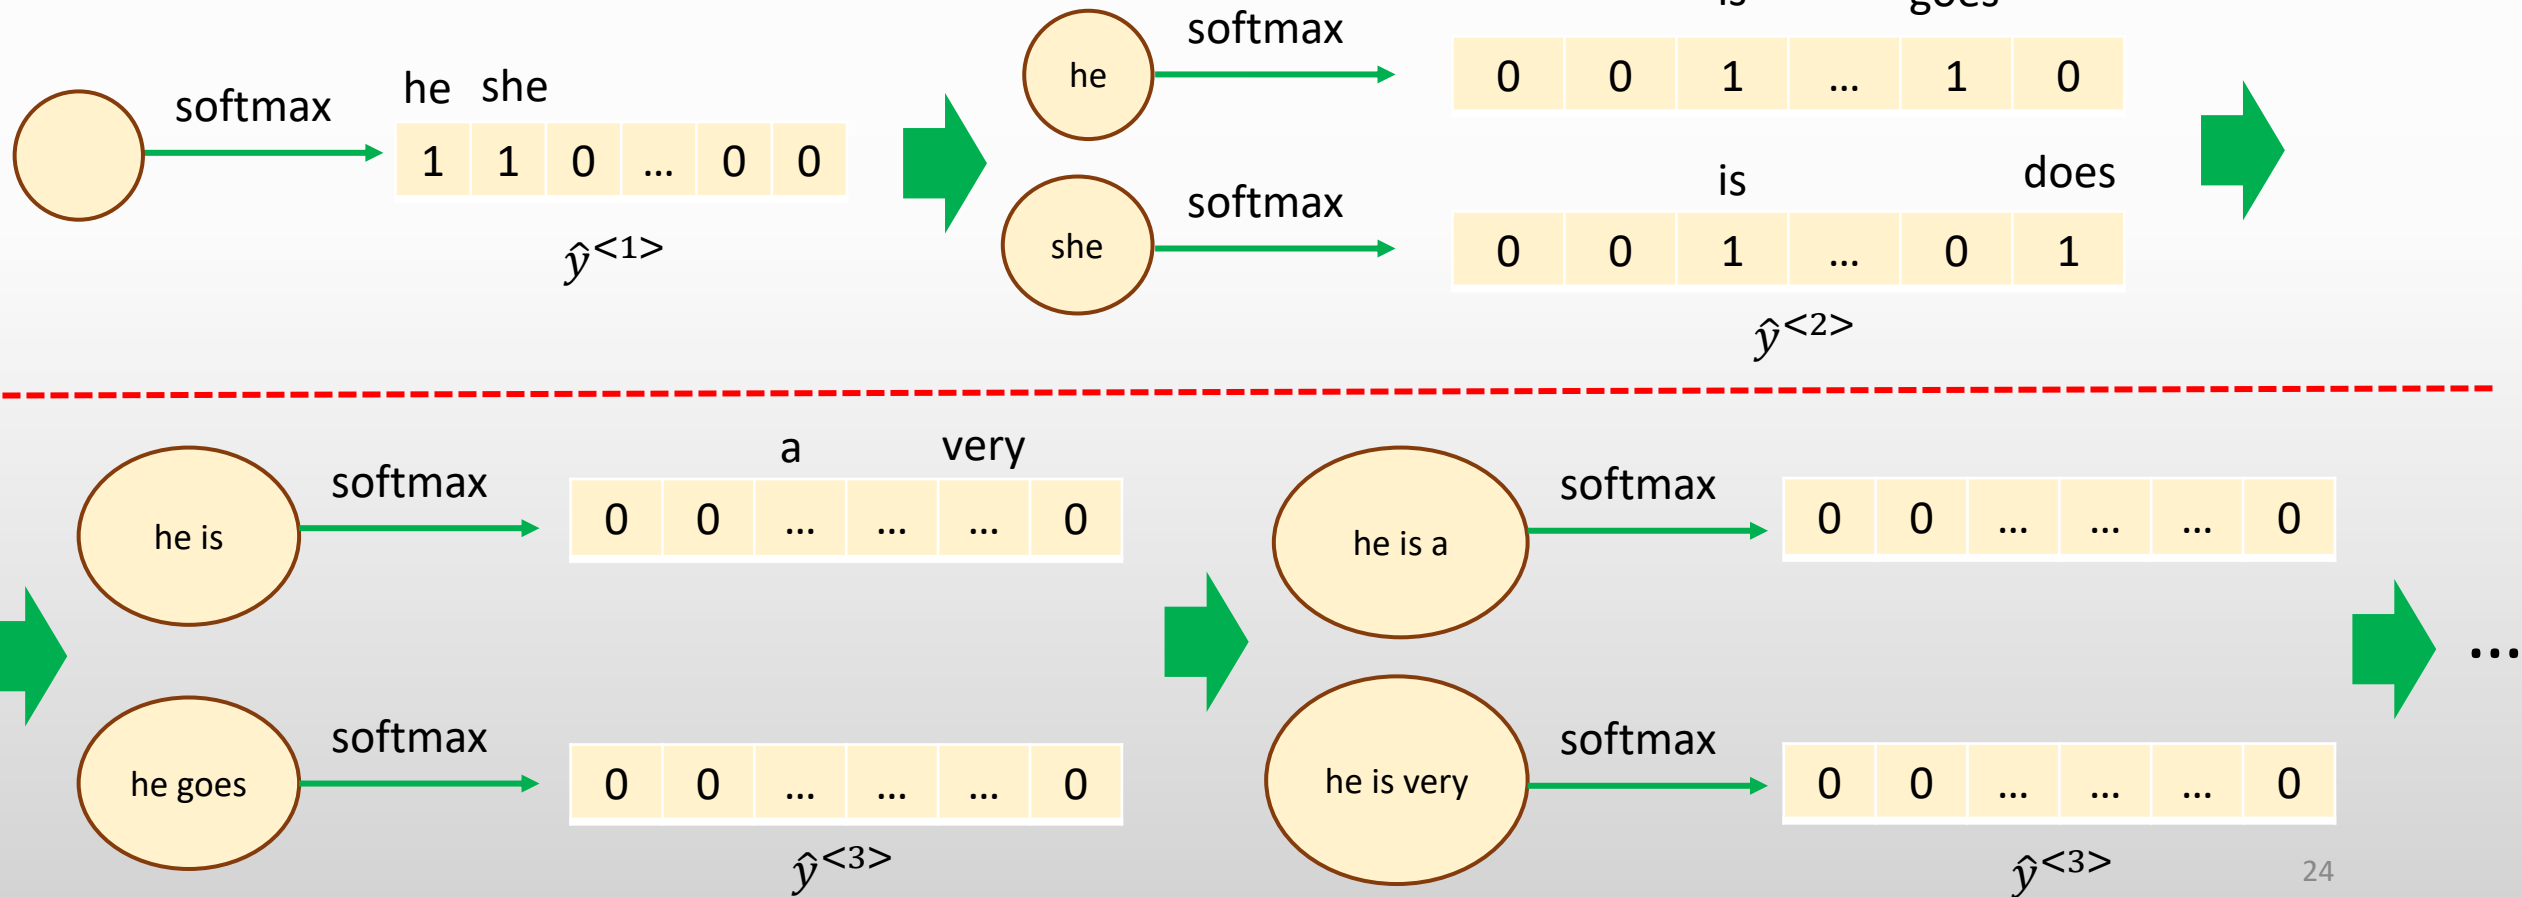 softmax
he she
1 1 0 ... 0 0
ŷ<1>
is goes
he
softmax
0 0 1 ... 1 0
is does
she
softmax
0 0 1 ... 0 1
ŷ<2>
a very
he is
softmax
0 0 ... ... ... 0
he goes
softmax
0 0 ... ... ... 0
ŷ<3>
he is a
softmax
0 0 ... ... ... 0
he is very
softmax
0 0 ... ... ... 0
ŷ<3>
...
24